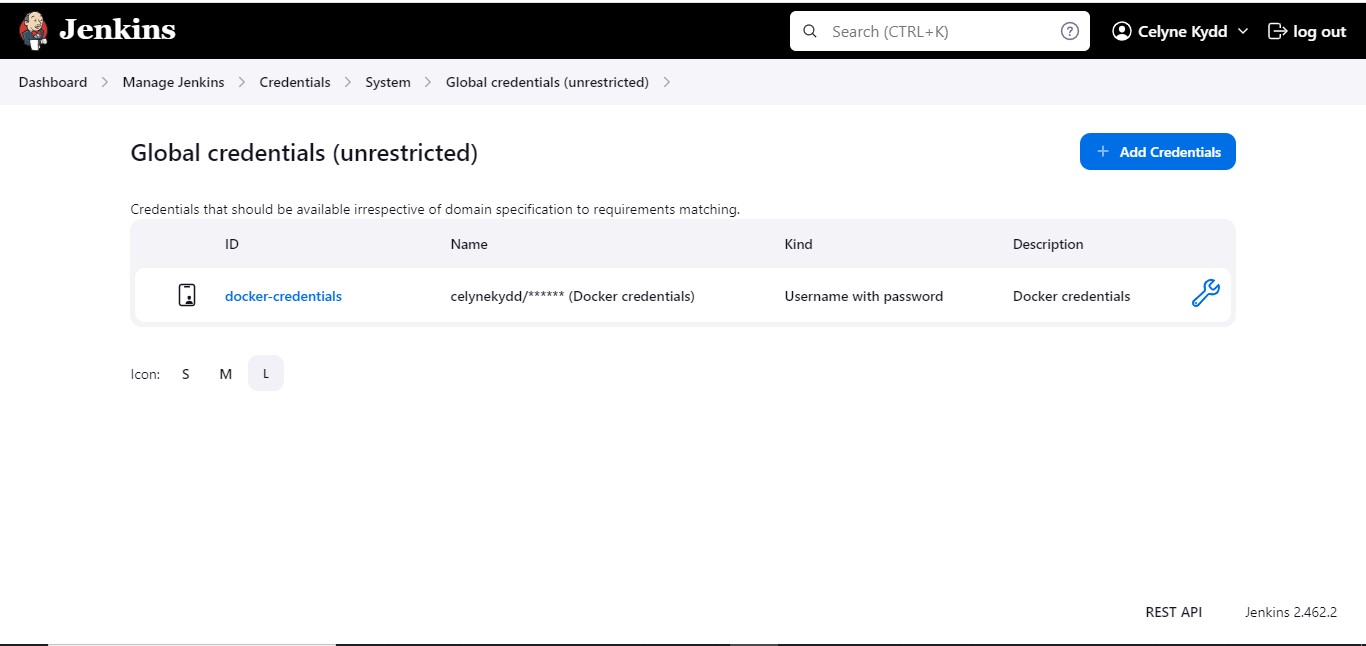 Jenkins
Search (CTRL+K)
?
Celyne Kydd
log out
Dashboard > Manage Jenkins > Credentials > System > Global credentials (unrestricted) >
Global credentials (unrestricted)
+ Add Credentials
Credentials that should be available irrespective of domain specification to requirements matching.
ID Name Kind Description
docker-credentials celynekydd/****** (Docker credentials) Username with password Docker credentials
Icon: S M L
REST API Jenkins 2.462.2